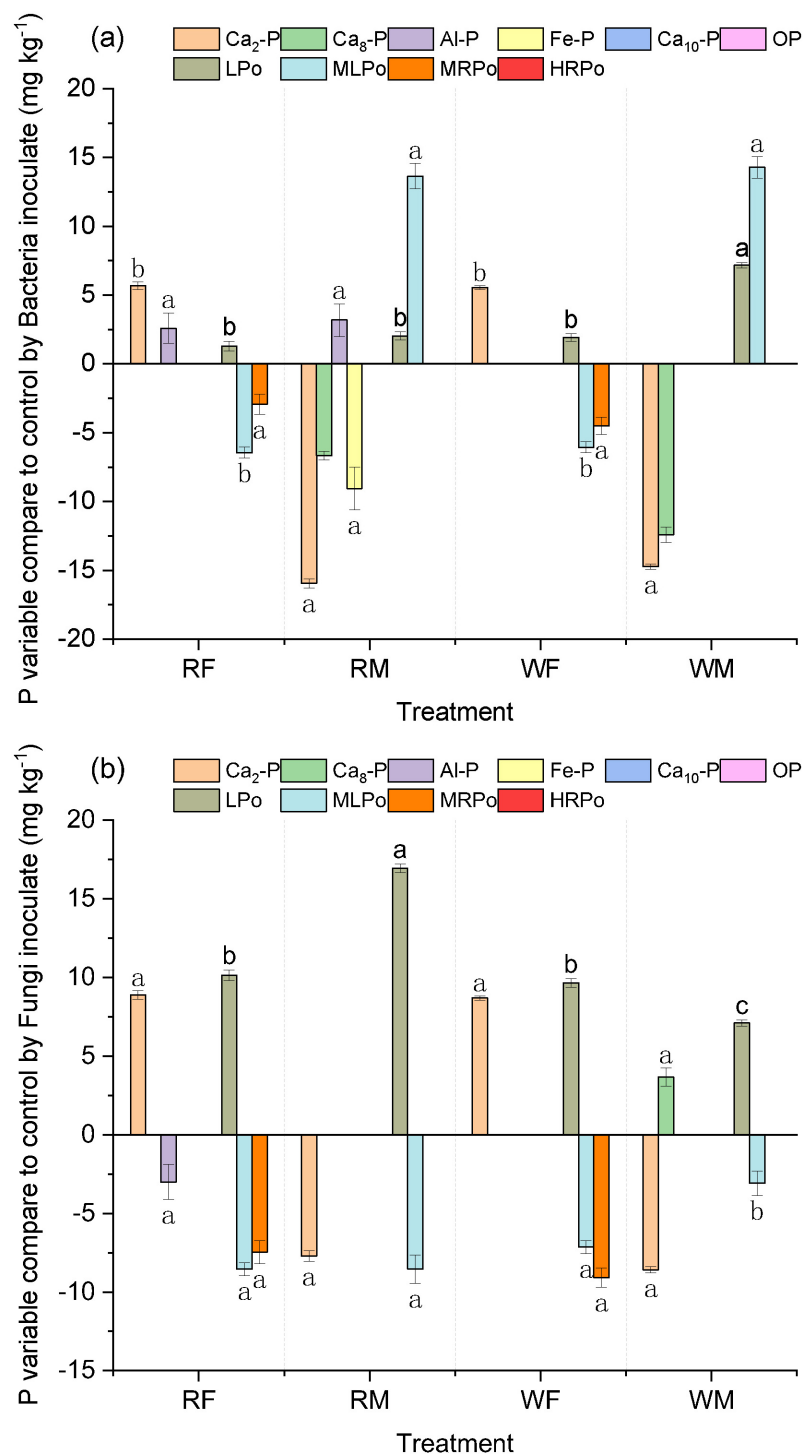 (a)
Ca₂-P Ca₈-P Al-P Fe-P Ca₁₀-P OP
LPo MLPo MRPo HRPo
P variable compare to control by Bacteria inoculate (mg kg⁻¹)
20
15
10
5
0
-5
-10
-15
-20
b a b b a
a a a b a
b b b a
a a a
RF RM WF WM
Treatment
(b)
Ca₂-P Ca₈-P Al-P Fe-P Ca₁₀-P OP
LPo MLPo MRPo HRPo
P variable compare to control by Fungi inoculate (mg kg⁻¹)
20
15
10
5
0
-5
-10
-15
a b a a a
a a
a b a a
a a c b
RF RM WF WM
Treatment